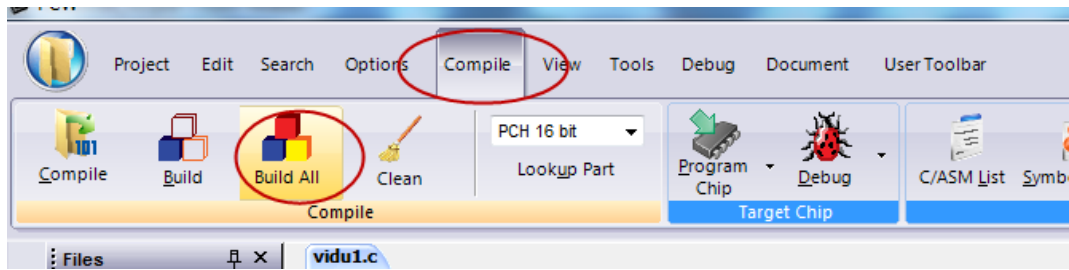 PCW
Project Edit Search Options Compile View Tools Debug Document User Toolbar
101
PCH 16 bit
Compile Build Build All Clean Lookup Part Program Chip Debug C/ASM List
Compile Target Chip
Files vidu1.c